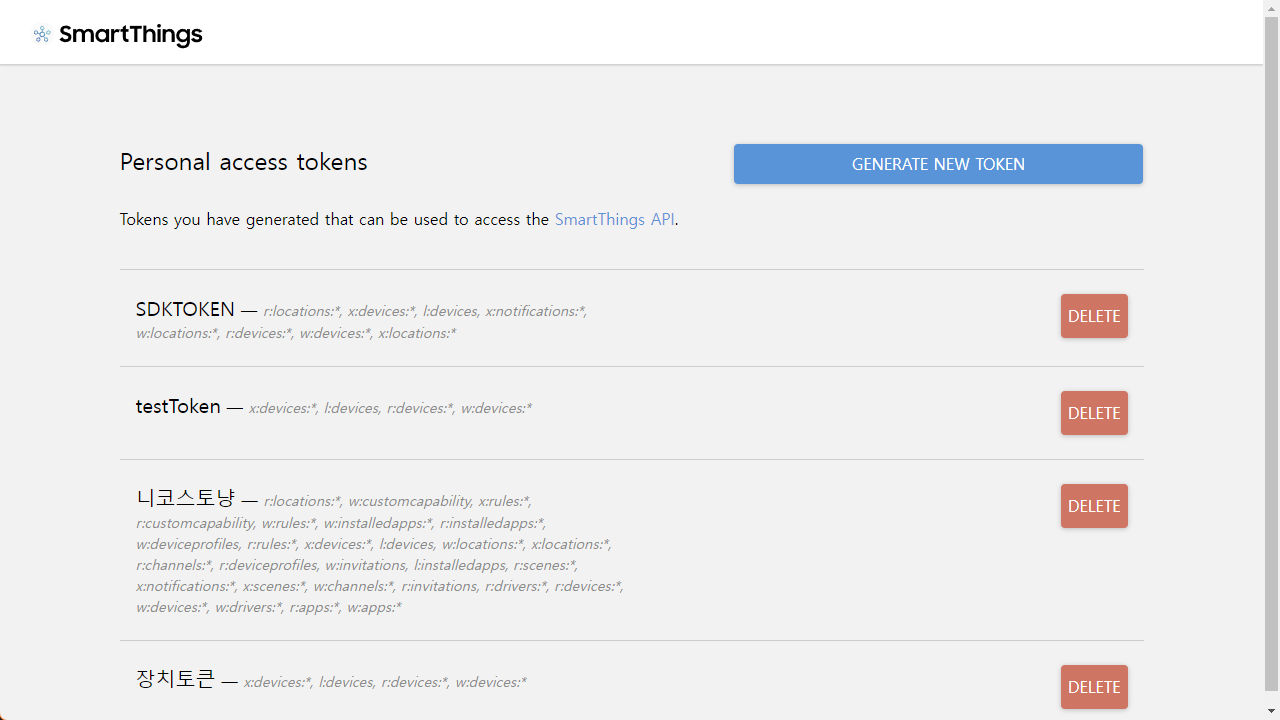 SmartThings
Personal access tokens
GENERATE NEW TOKEN
Tokens you have generated that can be used to access the SmartThings API.
SDKTOKEN — r:locations:*, x:devices:*, l:devices, x:notifications:*,
w:locations:*, r:devices:*, w:devices:*, x:locations:*
DELETE
testToken — x:devices:*, l:devices, r:devices:*, w:devices:*
DELETE
니코스토냥 — r:locations:*, w:customcapability, x:rules:*,
r:customcapability, w:rules:*, w:installedapps:*, r:installedapps:*,
w:deviceprofiles, r:rules:*, x:devices:*, l:devices, w:locations:*, x:locations:*,
r:channels:*, r:deviceprofiles, w:invitations, l:installedapps, r:scenes:*,
x:notifications:*, x:scenes:*, w:channels:*, r:invitations, r:drivers:*, r:devices:*,
w:devices:*, w:drivers:*, r:apps:*, w:apps:*
DELETE
장치토큰 — x:devices:*, l:devices, r:devices:*, w:devices:*
DELETE